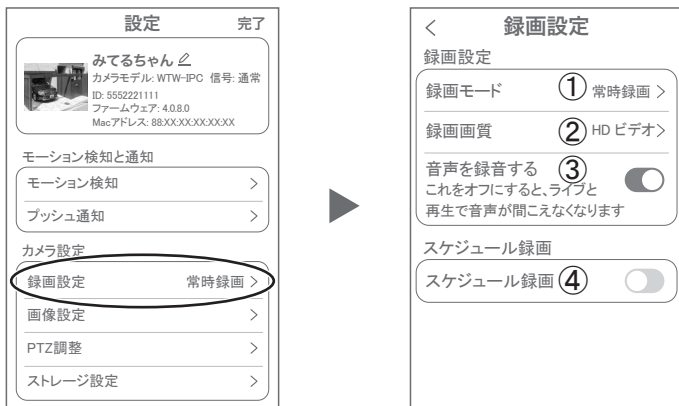 設定
完了
みてるちゃん
カメラモデル: WTW-IPC 信号: 通常
ID: 5552221111
ファームウェア: 4.0.8.0
Macアドレス: 88:XX:XX:XX:XX:XX
モーション検知と通知
モーション検知
プッシュ通知
カメラ設定
録画設定 常時録画
画像設定
PTZ調整
ストレージ設定
録画設定
録画設定
録画モード ① 常時録画
録画画質 ② HD ビデオ
音声を録音する ③
これをオフにすると、ライブと
再生で音声が聞こえなくなります
スケジュール録画
スケジュール録画 ④